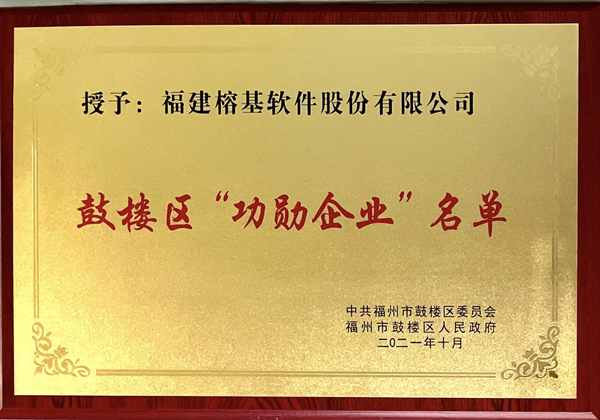 授予：福建榕基软件股份有限公司
鼓楼区“功勋企业”名单
中共福州市鼓楼区委员会
福州市鼓楼区人民政府
二〇二一年十月